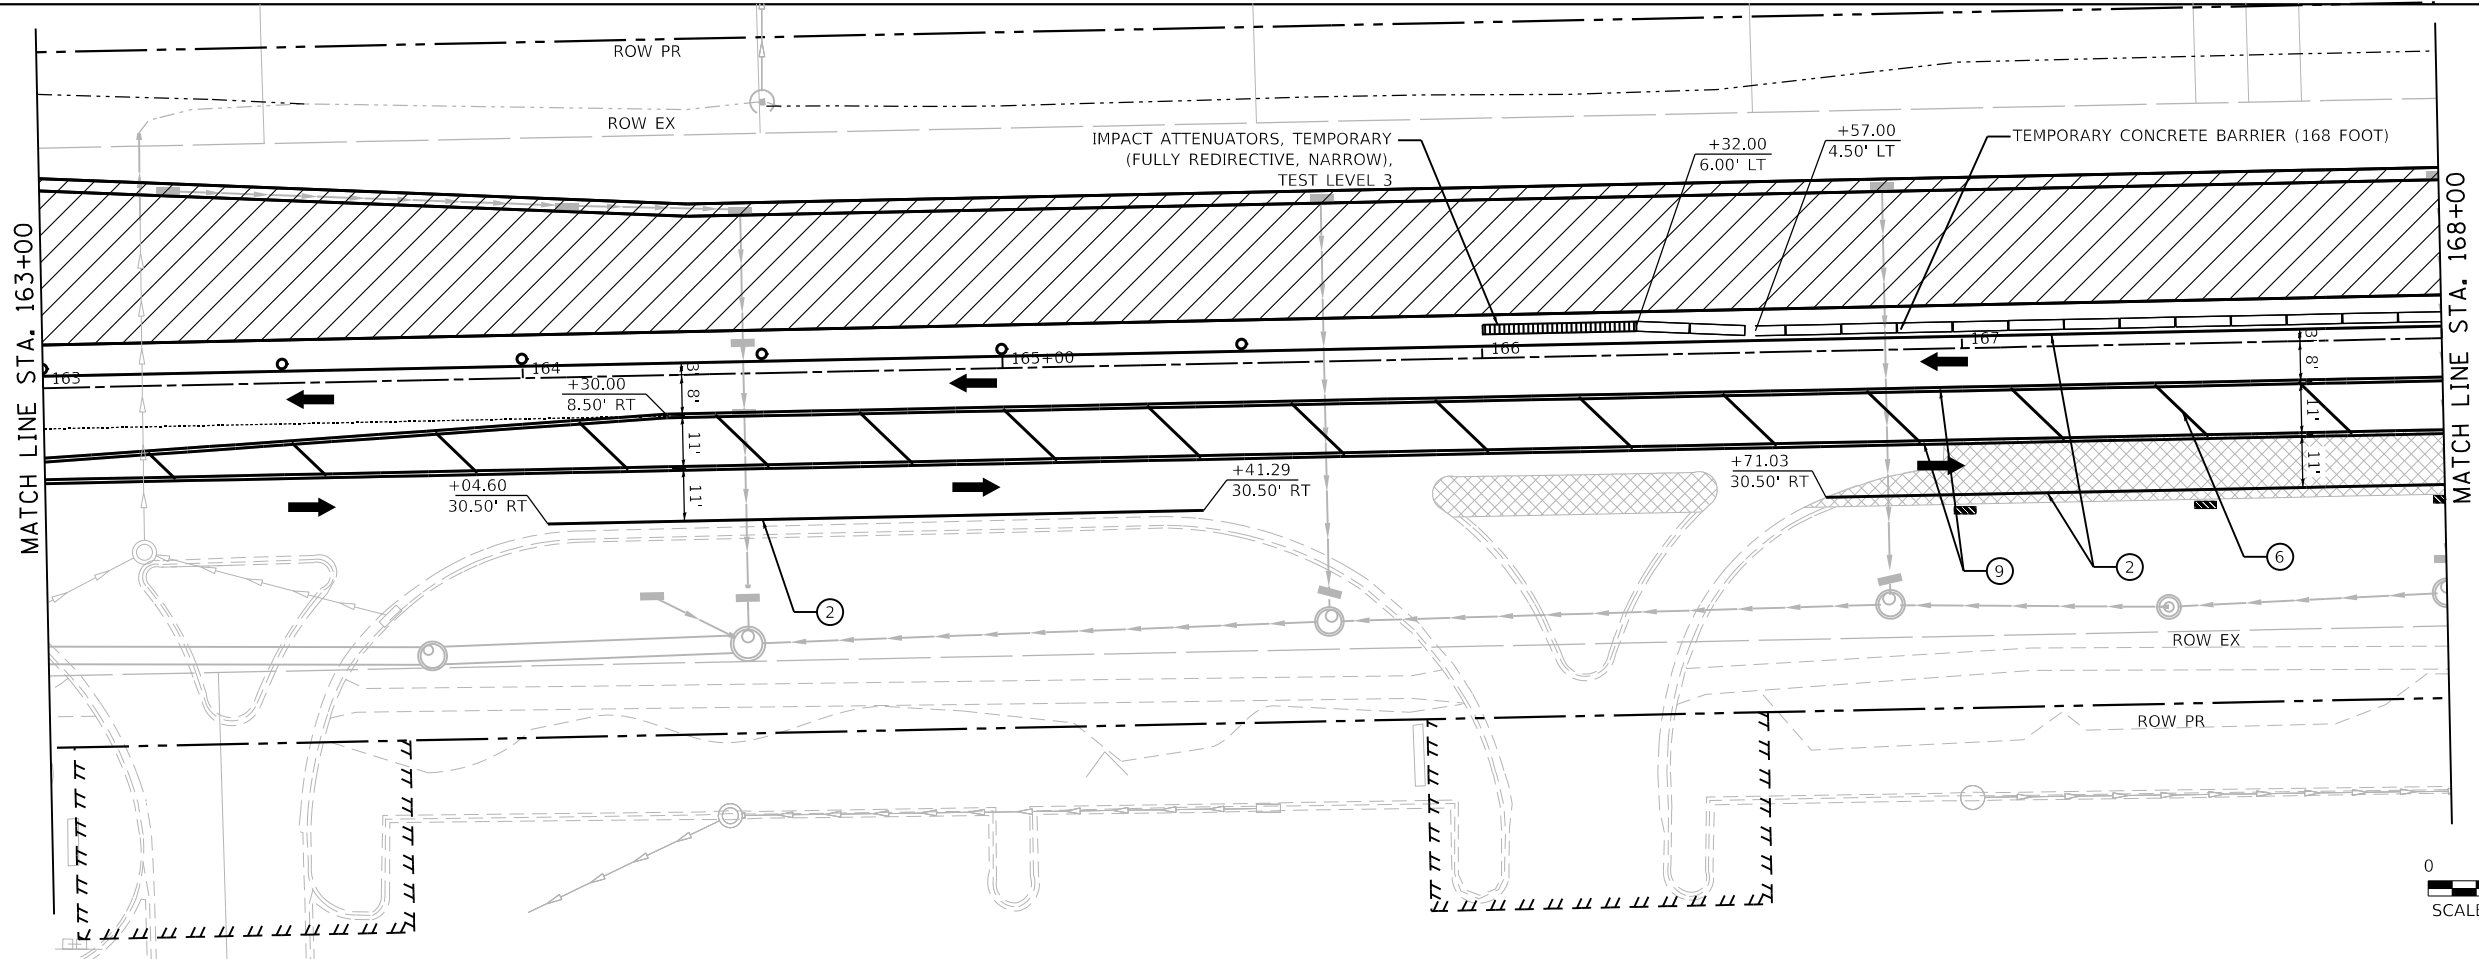 ROW PR
ROW EX
IMPACT ATTENUATORS, TEMPORARY
(FULLY REDIRECTIVE, NARROW),
TEST LEVEL 3
+32.00
6.00' LT
+57.00
4.50' LT
TEMPORARY CONCRETE BARRIER (168 FOOT)
MATCH LINE STA. 163+00
MATCH LINE STA. 168+00
163
164
165+00
166
167
+30.00
8.50' RT
3'
8'
11'
11'
3'
8'
11'
11'
+04.60
30.50' RT
+41.29
30.50' RT
+71.03
30.50' RT
2
9
2
6
ROW EX
ROW PR
0